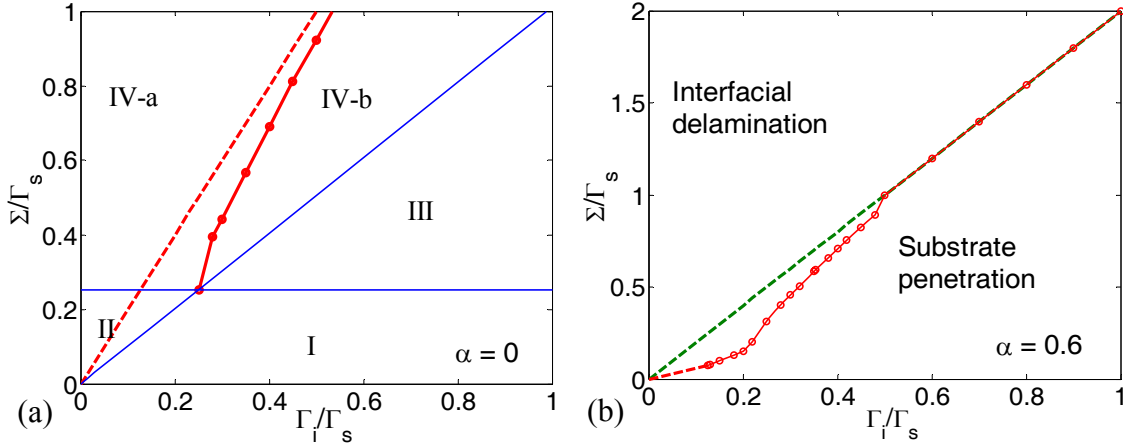 1
0.8
0.6
0.4
0.2
0
Σ/Γs
IV-a
IV-b
III
II
I
α = 0
0 0.2 0.4 0.6 0.8 1
Γi/Γs
(a)
2
1.5
1
0.5
0
Σ/Γs
Interfacial
delamination
Substrate
penetration
α = 0.6
0 0.2 0.4 0.6 0.8 1
Γi/Γs
(b)